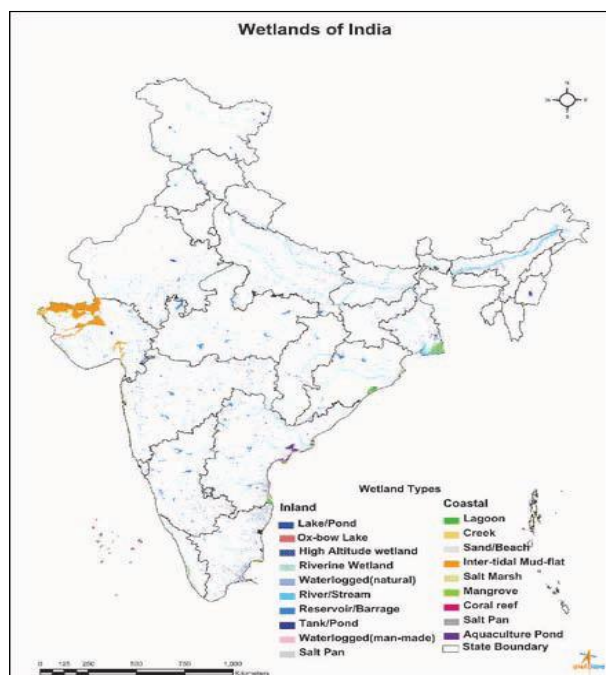 Wetlands of India
Wetland Types
Inland
Lake/Pond
Ox-bow Lake
High Altitude wetland
Riverine Wetland
Waterlogged(natural)
River/Stream
Reservoir/Barrage
Tank/Pond
Waterlogged(man-made)
Salt Pan
Coastal
Lagoon
Creek
Sand/Beach
Inter-tidal Mud-flat
Salt Marsh
Mangrove
Coral reef
Salt Pan
Aquaculture Pond
State Boundary
0 125 250 500 750 1,000
Kilometers